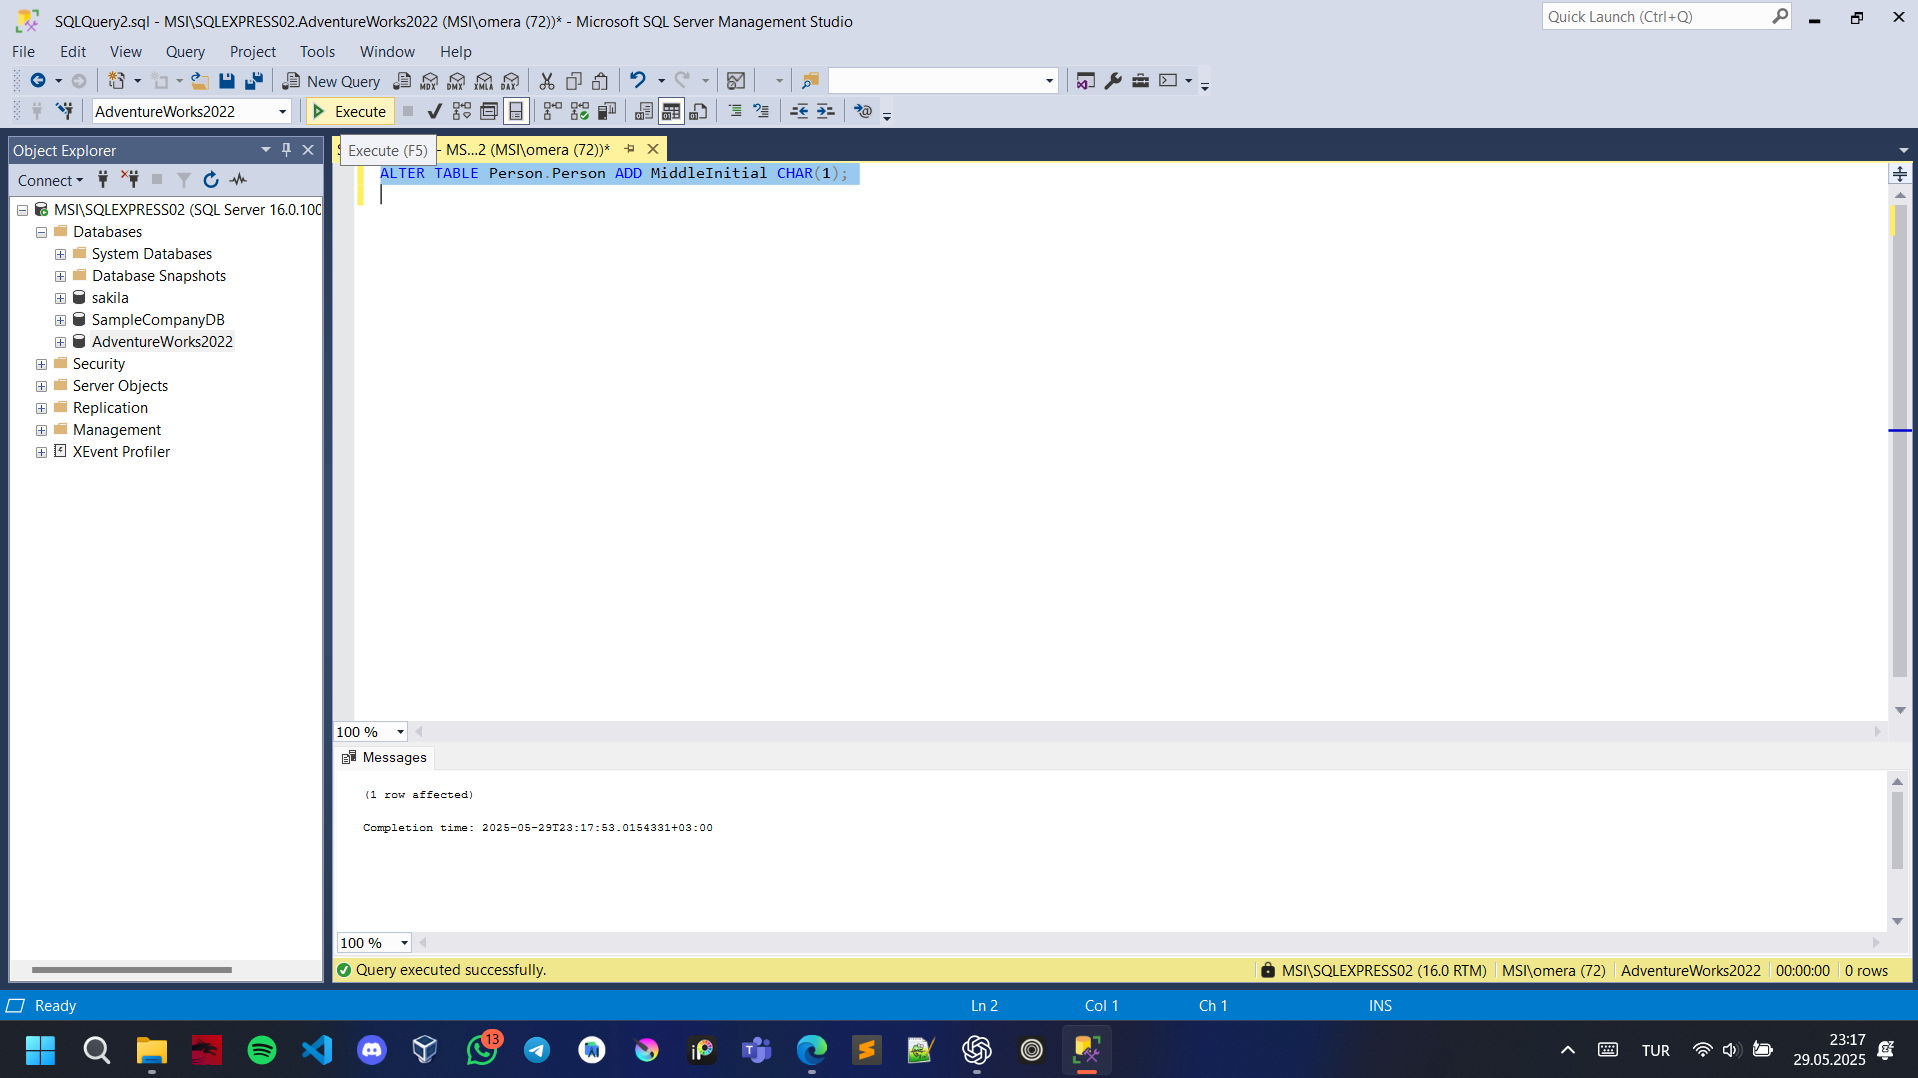 SQLQuery2.sql - MSI\SQLEXPRESS02.AdventureWorks2022 (MSI\omera (72))* - Microsoft SQL Server Management Studio
Quick Launch (Ctrl+Q)
File Edit View Query Project Tools Window Help
New Query
MDX DMX XMLA DAX
AdventureWorks2022
Execute
Object Explorer
Execute (F5)
- MS...2 (MSI\omera (72))*
Connect
ALTER TABLE Person.Person ADD MiddleInitial CHAR(1);
MSI\SQLEXPRESS02 (SQL Server 16.0.100
Databases
System Databases
Database Snapshots
sakila
SampleCompanyDB
AdventureWorks2022
Security
Server Objects
Replication
Management
XEvent Profiler
100 %
Messages
(1 row affected)
Completion time: 2025-05-29T23:17:53.0154331+03:00
100 %
Query executed successfully.
MSI\SQLEXPRESS02 (16.0 RTM)
MSI\omera (72)
AdventureWorks2022
00:00:00
0 rows
Ready
Ln 2
Col 1
Ch 1
INS
13
TUR
23:17
29.05.2025